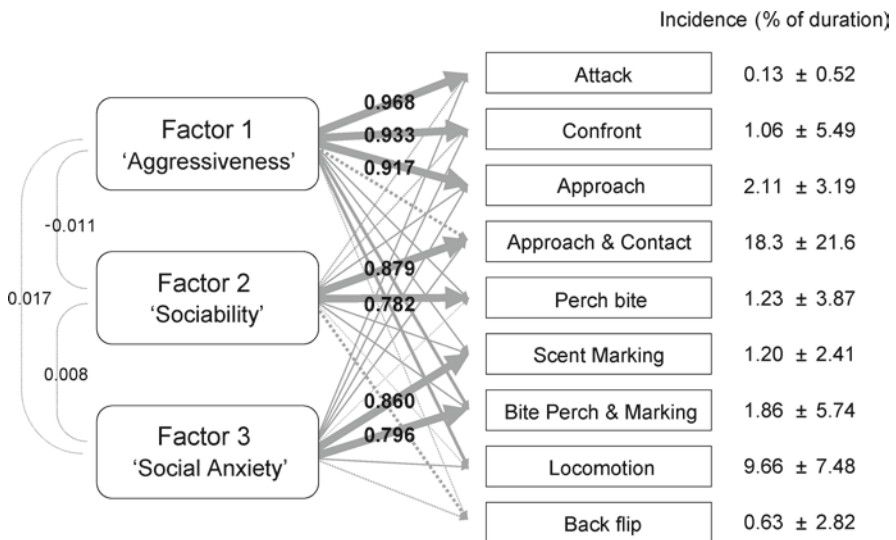 Incidence (% of duration)
Attack 0.13 ± 0.52
0.968
Factor 1
'Aggressiveness'
0.933
Confront 1.06 ± 5.49
0.917
Approach 2.11 ± 3.19
-0.011
Approach & Contact 18.3 ± 21.6
0.879
Factor 2
'Sociability'
0.017
0.782
Perch bite 1.23 ± 3.87
Scent Marking 1.20 ± 2.41
0.008
0.860
Bite Perch & Marking 1.86 ± 5.74
0.796
Factor 3
'Social Anxiety'
Locomotion 9.66 ± 7.48
Back flip 0.63 ± 2.82